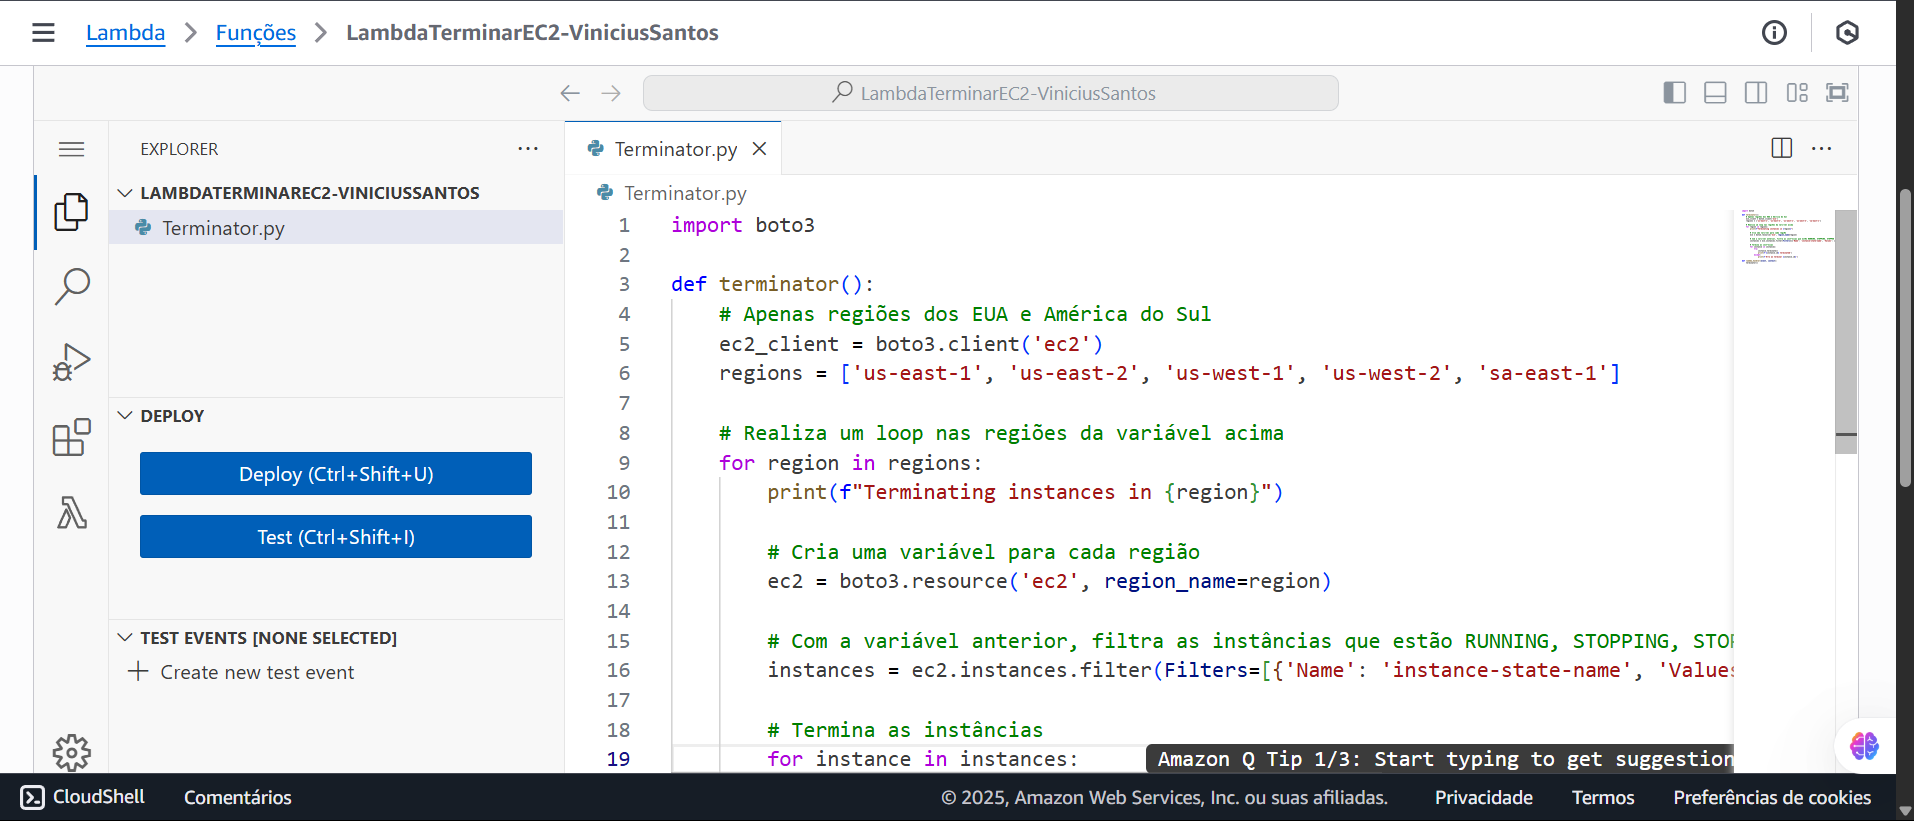 Lambda > Funções > LambdaTerminarEC2-ViniciusSantos
LambdaTerminarEC2-ViniciusSantos
EXPLORER
LAMBDATERMINAREC2-VINICIUSSANTOS
Terminator.py
DEPLOY
Deploy (Ctrl+Shift+U)
Test (Ctrl+Shift+I)
TEST EVENTS [NONE SELECTED]
Create new test event
Terminator.py
Terminator.py
1 import boto3
2
3 def terminator():
4     # Apenas regiões dos EUA e América do Sul
5     ec2_client = boto3.client('ec2')
6     regions = ['us-east-1', 'us-east-2', 'us-west-1', 'us-west-2', 'sa-east-1']
7
8     # Realiza um loop nas regiões da variável acima
9     for region in regions:
10         print(f"Terminating instances in {region}")
11
12         # Cria uma variável para cada região
13         ec2 = boto3.resource('ec2', region_name=region)
14
15         # Com a variável anterior, filtra as instâncias que estão RUNNING, STOPPING, STOP
16         instances = ec2.instances.filter(Filters=[{'Name': 'instance-state-name', 'Values
17
18         # Termina as instâncias
19         for instance in instances:
Amazon Q Tip 1/3: Start typing to get suggestion
CloudShell
Comentários
© 2025, Amazon Web Services, Inc. ou suas afiliadas.
Privacidade
Termos
Preferências de cookies